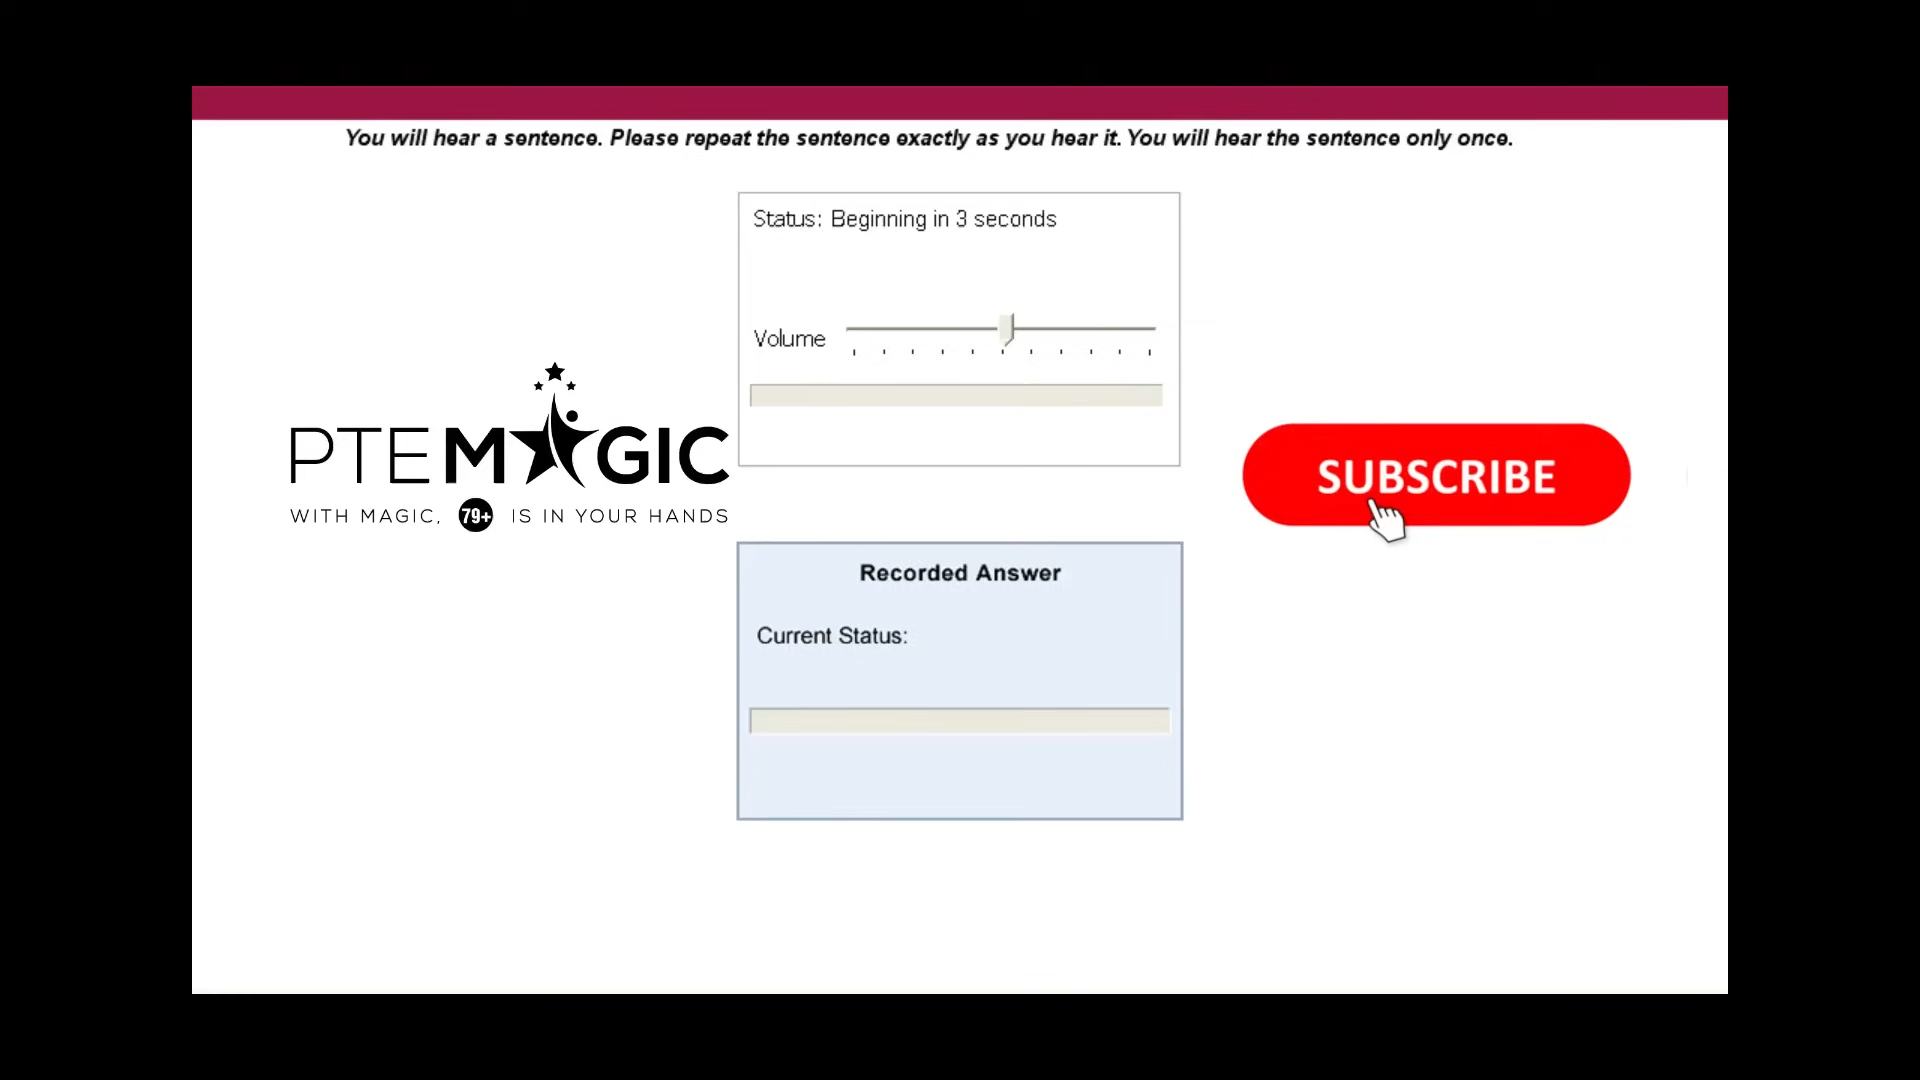 You will hear a sentence. Please repeat the sentence exactly as you hear it. You will hear the sentence only once.
Status: Beginning in 3 seconds
Volume
PTEMAGIC
WITH MAGIC, 79+ IS IN YOUR HANDS
SUBSCRIBE
Recorded Answer
Current Status: